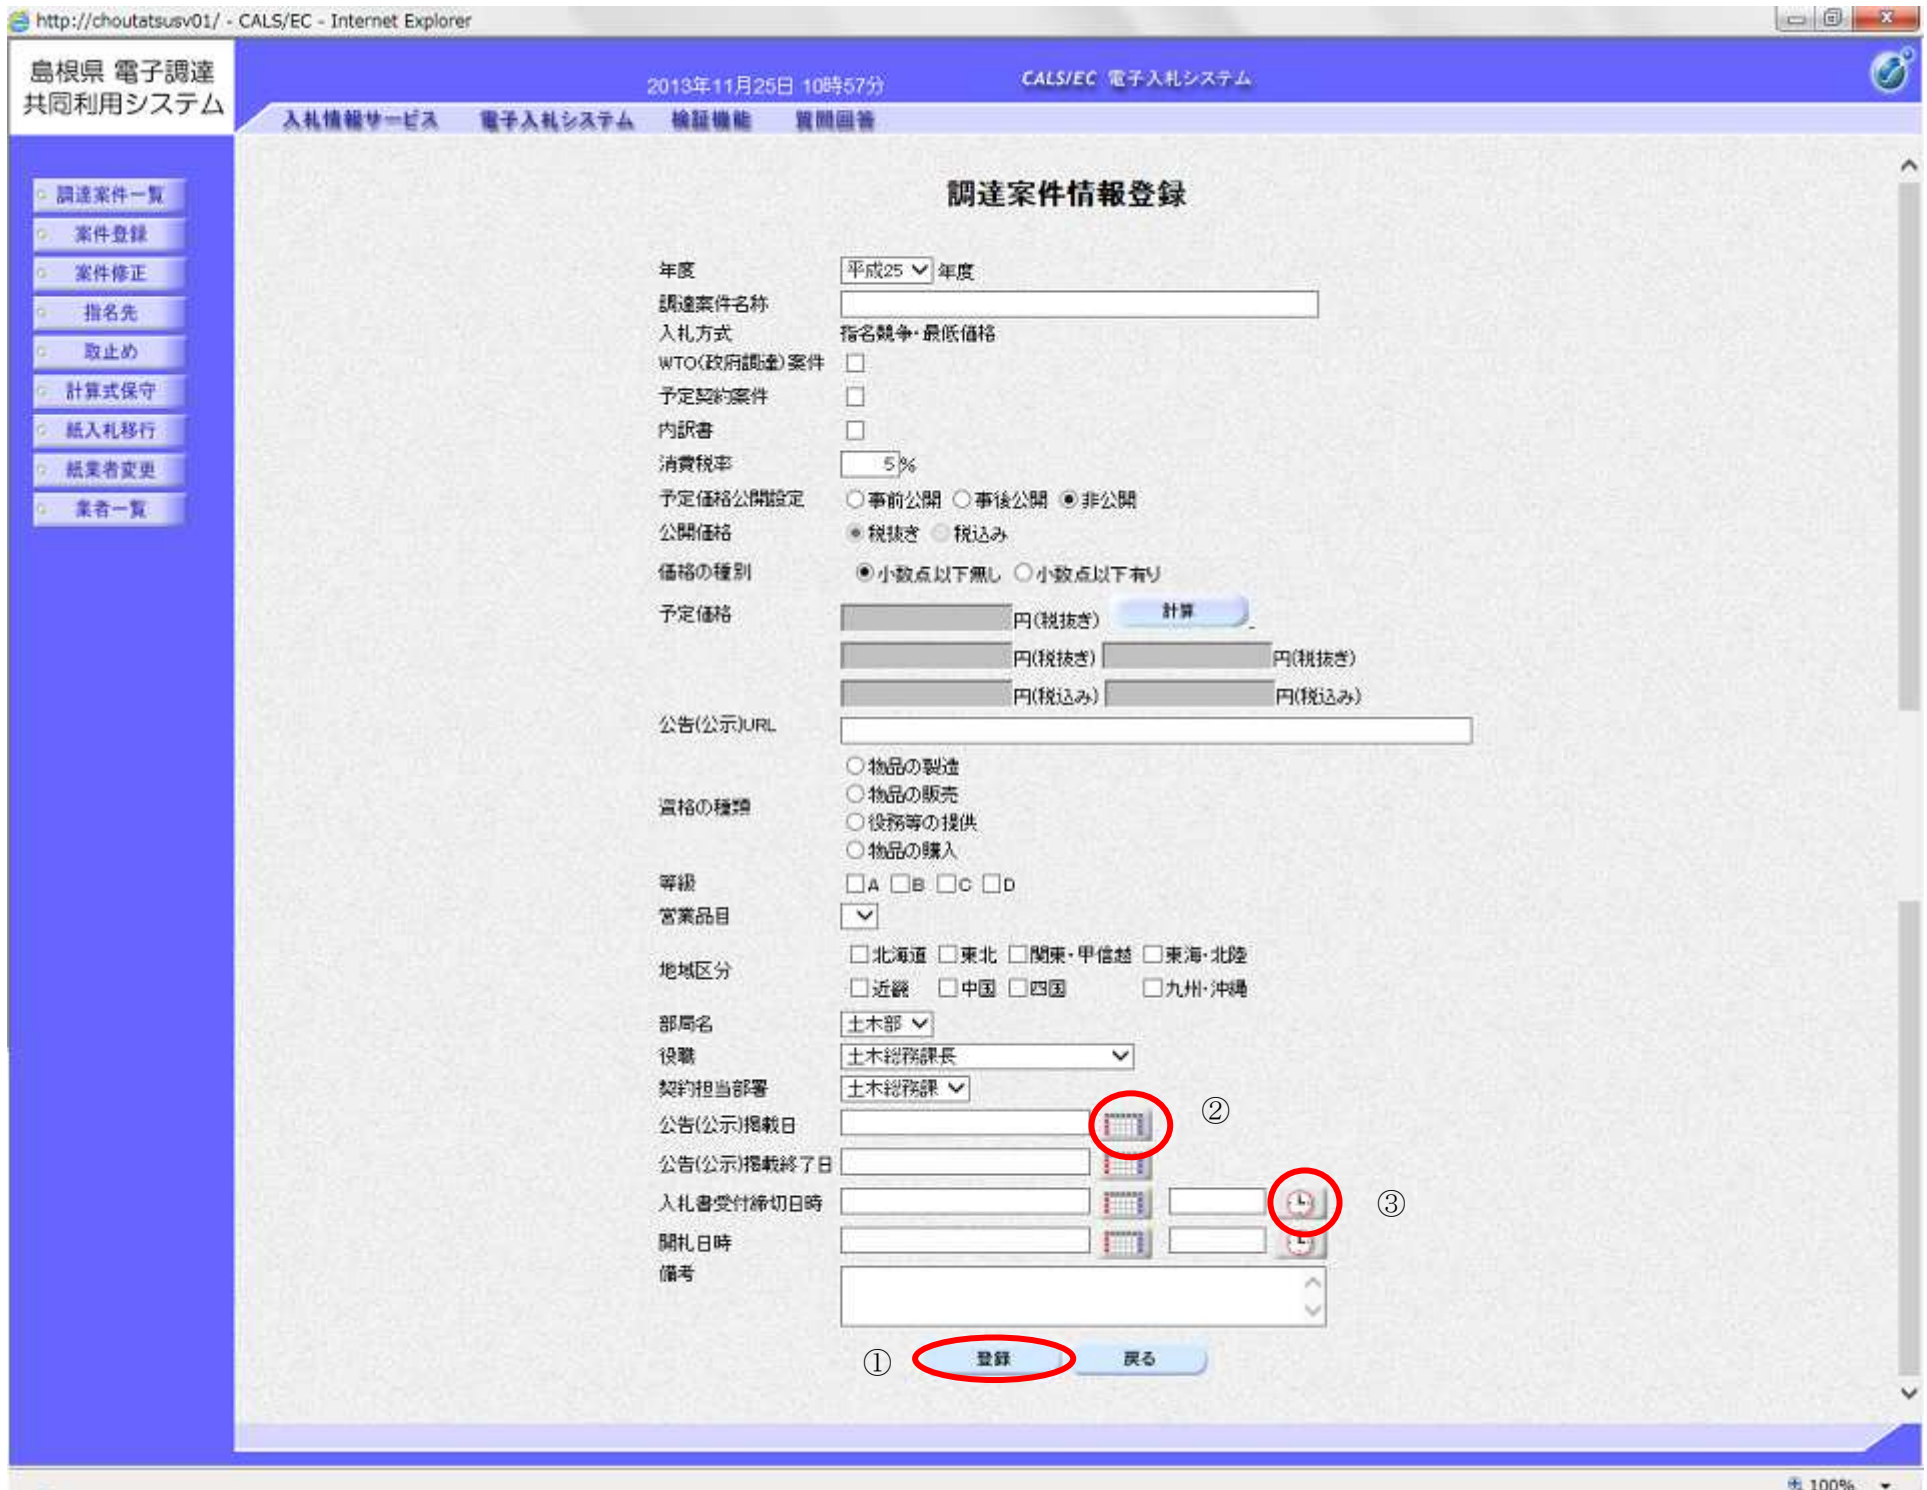 http://choutatsusv01/ - CALS/EC - Internet Explorer
島根県 電子調達
共同利用システム
2013年11月25日 10時57分
CALS/EC 電子入札システム
入札情報サービス 電子入札システム 検証機能 質問回答
調達案件一覧
案件登録
案件修正
指名先
取止め
計算式保守
紙入札移行
紙業者変更
業者一覧
調達案件情報登録
年度 平成25 年度
調達案件名称
入札方式 指名競争・最低価格
WTO(政府調達)案件
予定契約案件
内訳書
消費税率 5%
予定価格公開設定 事前公開 事後公開 非公開
公開価格 税抜き 税込み
価格の種別 小数点以下無し 小数点以下有り
予定価格 円(税抜き) 計算
円(税抜き) 円(税抜き)
円(税込み) 円(税込み)
公告(公示)URL
資格の種類
物品の製造
物品の販売
役務等の提供
物品の購入
等級 A B C D
営業品目
地域区分
北海道 東北 関東・甲信越 東海・北陸
近畿 中国 四国 九州・沖縄
部局名 土木部
役職 土木総務課長
契約担当部署 土木総務課
公告(公示)掲載日 ②
公告(公示)掲載終了日
入札書受付締切日時 ③
開札日時
備考
① 登録 戻る
100%